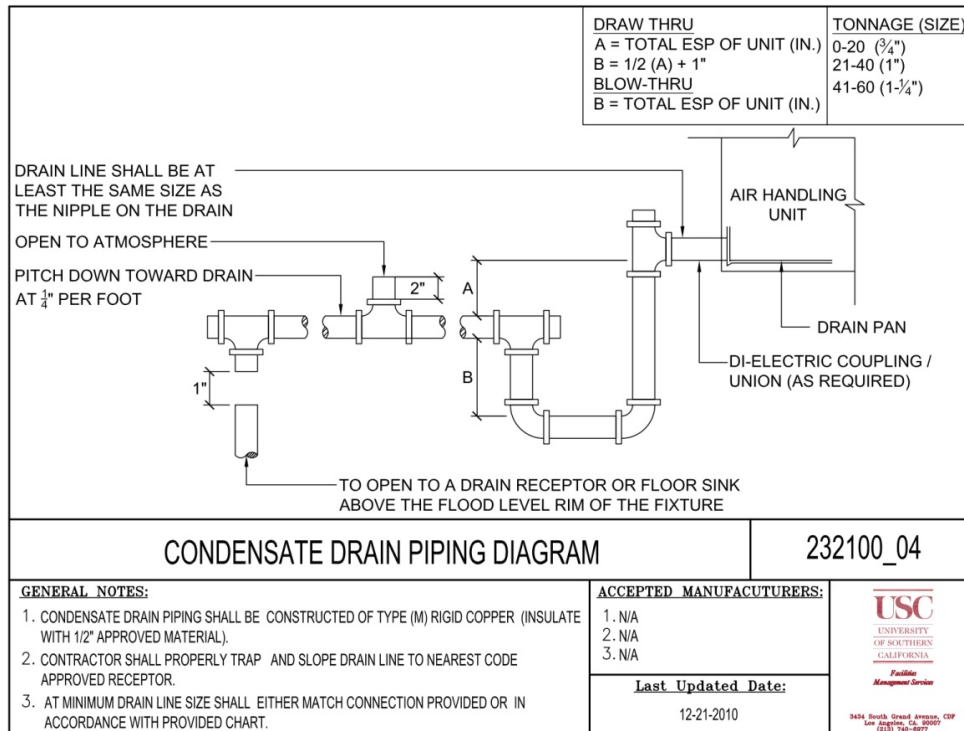 DRAW THRU
A = TOTAL ESP OF UNIT (IN.)
B = 1/2 (A) + 1"
BLOW-THRU
B = TOTAL ESP OF UNIT (IN.)
TONNAGE (SIZE)
0-20 (¾")
21-40 (1")
41-60 (1-¼")
DRAIN LINE SHALL BE AT
LEAST THE SAME SIZE AS
THE NIPPLE ON THE DRAIN
OPEN TO ATMOSPHERE
PITCH DOWN TOWARD DRAIN
AT ¼" PER FOOT
AIR HANDLING
UNIT
2"
A
B
1"
DRAIN PAN
DI-ELECTRIC COUPLING /
UNION (AS REQUIRED)
TO OPEN TO A DRAIN RECEPTOR OR FLOOR SINK
ABOVE THE FLOOD LEVEL RIM OF THE FIXTURE
CONDENSATE DRAIN PIPING DIAGRAM
232100_04
GENERAL NOTES:
1. CONDENSATE DRAIN PIPING SHALL BE CONSTRUCTED OF TYPE (M) RIGID COPPER (INSULATE
WITH 1/2" APPROVED MATERIAL).
2. CONTRACTOR SHALL PROPERLY TRAP AND SLOPE DRAIN LINE TO NEAREST CODE
APPROVED RECEPTOR.
3. AT MINIMUM DRAIN LINE SIZE SHALL EITHER MATCH CONNECTION PROVIDED OR IN
ACCORDANCE WITH PROVIDED CHART.
ACCEPTED MANUFACUTURERS:
1. N/A
2. N/A
3. N/A
Last Updated Date:
12-21-2010
USC
UNIVERSITY
OF SOUTHERN
CALIFORNIA
Facilities
Management Services
3434 South Grand Avenue, CDF
Los Angeles, CA. 90007
(213) 740-6977